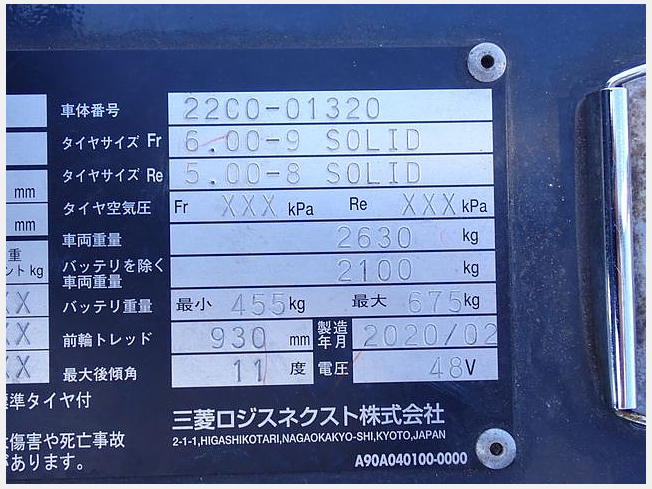 車体番号 22C0-01320
タイヤサイズ Fr 6.00-9 SOLID
タイヤサイズ Re 5.00-8 SOLID
mm
タイヤ空気圧 Fr XXX kPa Re XXX kPa
mm
車両重量 2630 kg
重
ント kg
バッテリを除く
車両重量 2100 kg
XX バッテリ重量 最小 455 kg 最大 675 kg
XX 前輪トレッド 930 mm 製造年月 2020/02
XX 最大後傾角 11 度 電圧 48V
準タイヤ付
三菱ロジスネクスト株式会社
2-1-1,HIGASHIKOTARI,NAGAOKAKYO-SHI,KYOTO,JAPAN
傷害や死亡事故
があります。
A90A040100-0000